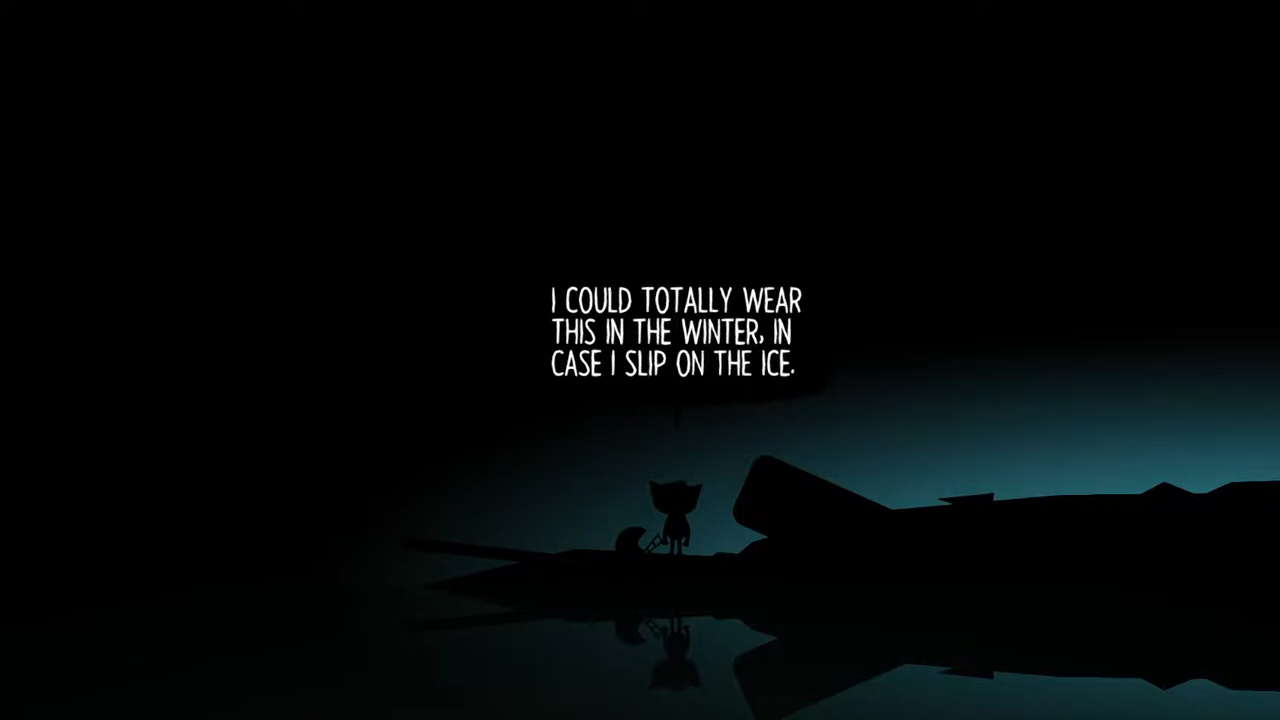 I COULD TOTALLY WEAR
THIS IN THE WINTER, IN
CASE I SLIP ON THE ICE.